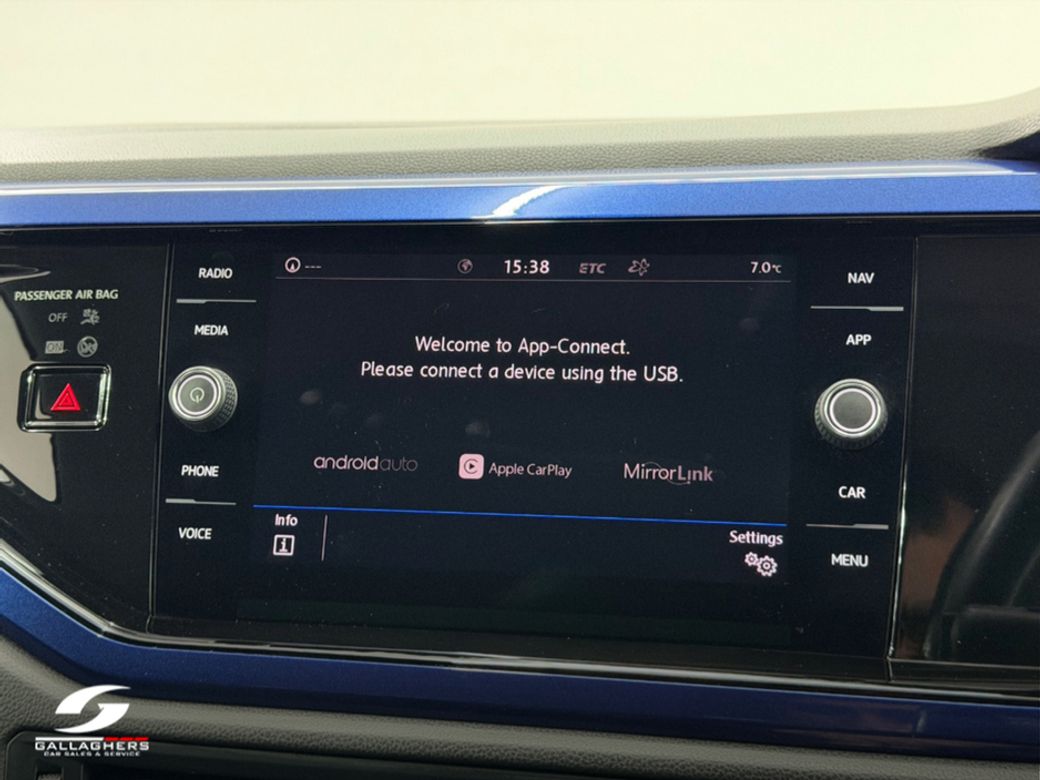 PASSENGER AIR BAG
OFF
ON
RADIO
MEDIA
PHONE
VOICE
---
15:38
ETC
7.0°C
Welcome to App-Connect.
Please connect a device using the USB.
androidauto
Apple CarPlay
MirrorLink
Info
i
Settings
NAV
APP
CAR
MENU
GALLAGHERS
CAR SALES & SERVICE